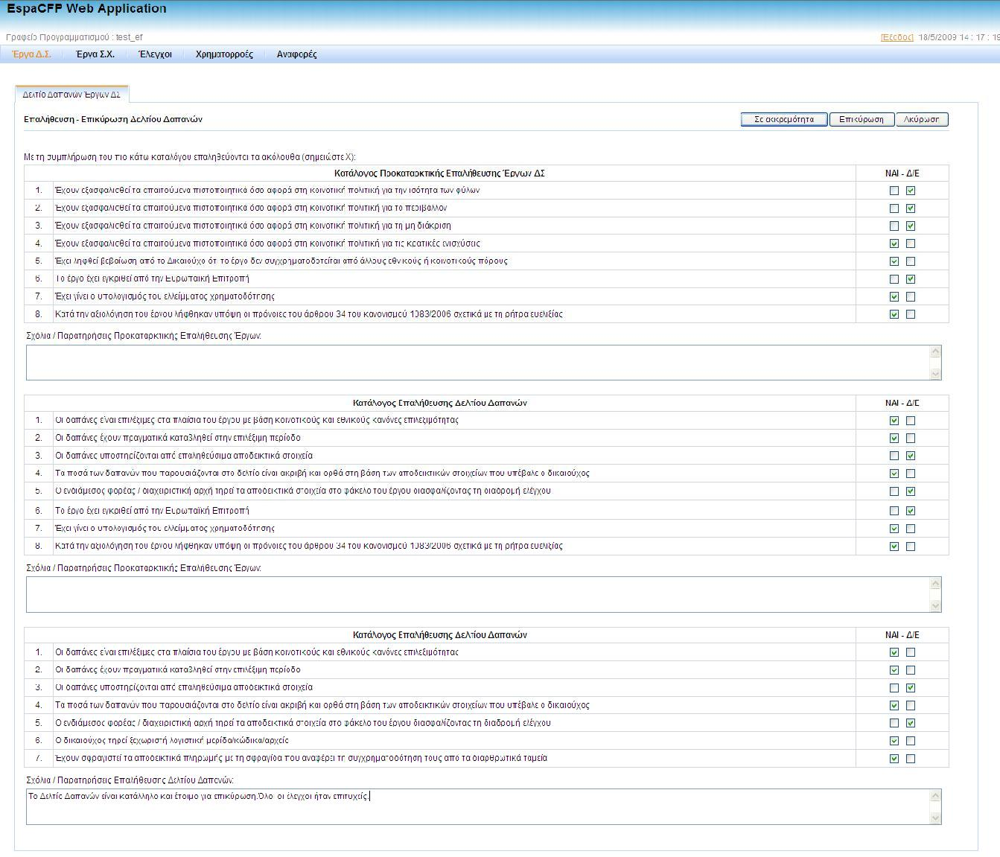 EspaCFP Web Application
Γραφείο Προγραμματισμού : test_ef
[Έξοδος] 18/5/2009 14 : 17 : 19
Έργα Δ.Σ. Έργα Σ.Χ. Έλεγχοι Χρηματορροές Αναφορές
Δελτίο Δαπανών Έργων ΔΣ
Επαλήθευση - Επικύρωση Δελτίου Δαπανών
Σε εκκρεμότητα Επικύρωση Ακύρωση
Με τη συμπλήρωση του πιο κάτω καταλόγου επαληθεύονται τα ακόλουθα (σημειώστε Χ):
Κατάλογος Προκαταρκτικής Επαλήθευσης Έργων ΔΣ ΝΑΙ - Δ/Ε
1. Έχουν εξασφαλισθεί τα απαιτούμενα πιστοποιητικά όσο αφορά στη κοινοτική πολιτική για την ισότητα των φύλων
2. Έχουν εξασφαλισθεί τα απαιτούμενα πιστοποιητικά όσο αφορά στη κοινοτική πολιτική για το περιβάλλον
3. Έχουν εξασφαλισθεί τα απαιτούμενα πιστοποιητικά όσο αφορά στη κοινοτική πολιτική για τη μη διάκριση
4. Έχουν εξασφαλισθεί τα απαιτούμενα πιστοποιητικά όσο αφορά στη κοινοτική πολιτική για τις κρατικές ενισχύσεις
5. Έχει ληφθεί βεβαίωση από το Δικαιούχο ότι το έργο δεν συγχρηματοδοτείται από άλλους εθνικούς ή κοινοτικούς πόρους
6. Το έργο έχει εγκριθεί από την Ευρωπαϊκή Επιτροπή
7. Έχει γίνει ο υπολογισμός του ελλείμματος χρηματοδότησης
8. Κατά την αξιολόγηση του έργου λήφθηκαν υπόψη οι πρόνοιες του άρθρου 34 του κανονισμού 1083/2006 σχετικά με τη ρήτρα ευελιξίας
Σχόλια / Παρατηρήσεις Προκαταρκτικής Επαλήθευσης Έργων:
Κατάλογος Επαλήθευσης Δελτίου Δαπανών ΝΑΙ - Δ/Ε
1. Οι δαπάνες είναι επιλέξιμες στα πλαίσια του έργου με βάση κοινοτικούς και εθνικούς κανόνες επιλεξιμότητας
2. Οι δαπάνες έχουν πραγματικά καταβληθεί στην επιλέξιμη περίοδο
3. Οι δαπάνες υποστηρίζονται από επαληθεύσιμα αποδεικτικά στοιχεία
4. Τα ποσά των δαπανών που παρουσιάζονται στο δελτίο είναι ακριβή και ορθά στη βάση των αποδεικτικών στοιχείων που υπέβαλε ο δικαιούχος
5. Ο ενδιάμεσος φορέας / διαχειριστική αρχή τηρεί τα αποδεικτικά στοιχεία στο φάκελο του έργου διασφαλίζοντας τη διαδρομή ελέγχου
6. Το έργο έχει εγκριθεί από την Ευρωπαϊκή Επιτροπή
7. Έχει γίνει ο υπολογισμός του ελλείμματος χρηματοδότησης
8. Κατά την αξιολόγηση του έργου λήφθηκαν υπόψη οι πρόνοιες του άρθρου 34 του κανονισμού 1083/2006 σχετικά με τη ρήτρα ευελιξίας
Σχόλια / Παρατηρήσεις Προκαταρκτικής Επαλήθευσης Έργων:
Κατάλογος Επαλήθευσης Δελτίου Δαπανών ΝΑΙ - Δ/Ε
1. Οι δαπάνες είναι επιλέξιμες στα πλαίσια του έργου με βάση κοινοτικούς και εθνικούς κανόνες επιλεξιμότητας
2. Οι δαπάνες έχουν πραγματικά καταβληθεί στην επιλέξιμη περίοδο
3. Οι δαπάνες υποστηρίζονται από επαληθεύσιμα αποδεικτικά στοιχεία
4. Τα ποσά των δαπανών που παρουσιάζονται στο δελτίο είναι ακριβή και ορθά στη βάση των αποδεικτικών στοιχείων που υπέβαλε ο δικαιούχος
5. Ο ενδιάμεσος φορέας / διαχειριστική αρχή τηρεί τα αποδεικτικά στοιχεία στο φάκελο του έργου διασφαλίζοντας τη διαδρομή ελέγχου
6. Ο δικαιούχος τηρεί ξεχωριστή λογιστική μερίδα/κώδικα/αρχείο
7. Έχουν σφραγιστεί τα αποδεικτικά πληρωμής με τη σφραγίδα που αναφέρει τη συγχρηματοδότηση τους από τα διαρθρωτικά ταμεία
Σχόλια / Παρατηρήσεις Επαλήθευσης Δελτίου Δαπανών:
Το Δελτίο Δαπανών είναι κατάλληλο και έτοιμο για επικύρωση.Όλοι οι έλεγχοι ήταν επιτυχείς.